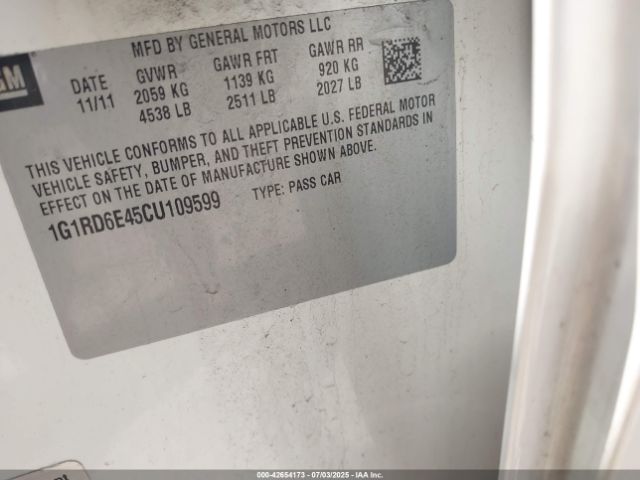 MFD BY GENERAL MOTORS LLC
GM
DATE GVWR GAWR FRT GAWR RR
11/11 2059 KG 1139 KG 920 KG
4538 LB 2511 LB 2027 LB
THIS VEHICLE CONFORMS TO ALL APPLICABLE U.S. FEDERAL MOTOR
VEHICLE SAFETY, BUMPER, AND THEFT PREVENTION STANDARDS IN
EFFECT ON THE DATE OF MANUFACTURE SHOWN ABOVE.
1G1RD6E45CU109599 TYPE: PASS CAR
000-42654173 | 07/03/2025 | Copyright © IAA, LLC